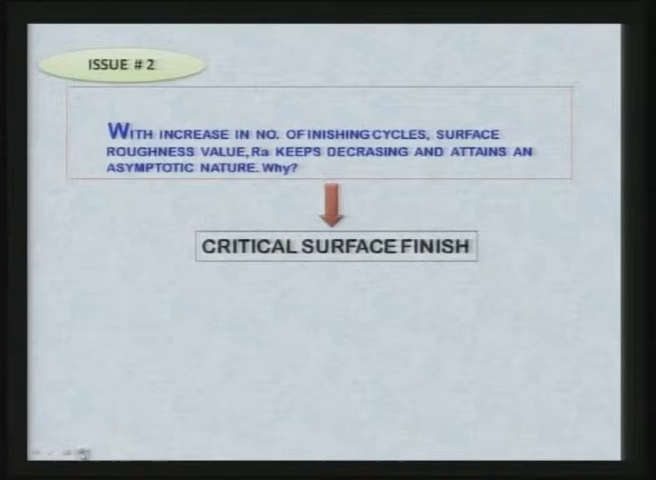 ISSUE # 2
WITH INCREASE IN NO. OF INISHING CYCLES, SURFACE
ROUGHNESS VALUE, Ra KEEPS DECRASING AND ATTAINS AN
ASYMPTOTIC NATURE. Why?
CRITICAL SURFACE FINISH